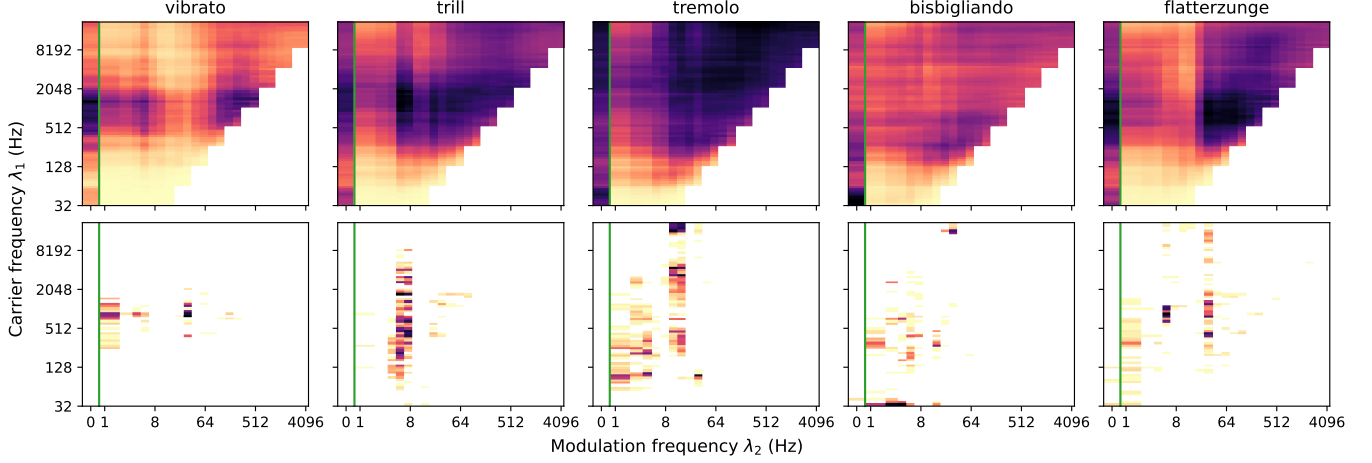 vibrato trill tremolo bisbigliando flatterzunge
8192
2048
512
128
32
Carrier frequency λ1 (Hz)
8192
2048
512
128
32
0 1 8 64 512 4096 0 1 8 64 512 4096 0 1 8 64 512 4096 0 1 8 64 512 4096 0 1 8 64 512 4096
Modulation frequency λ2 (Hz)